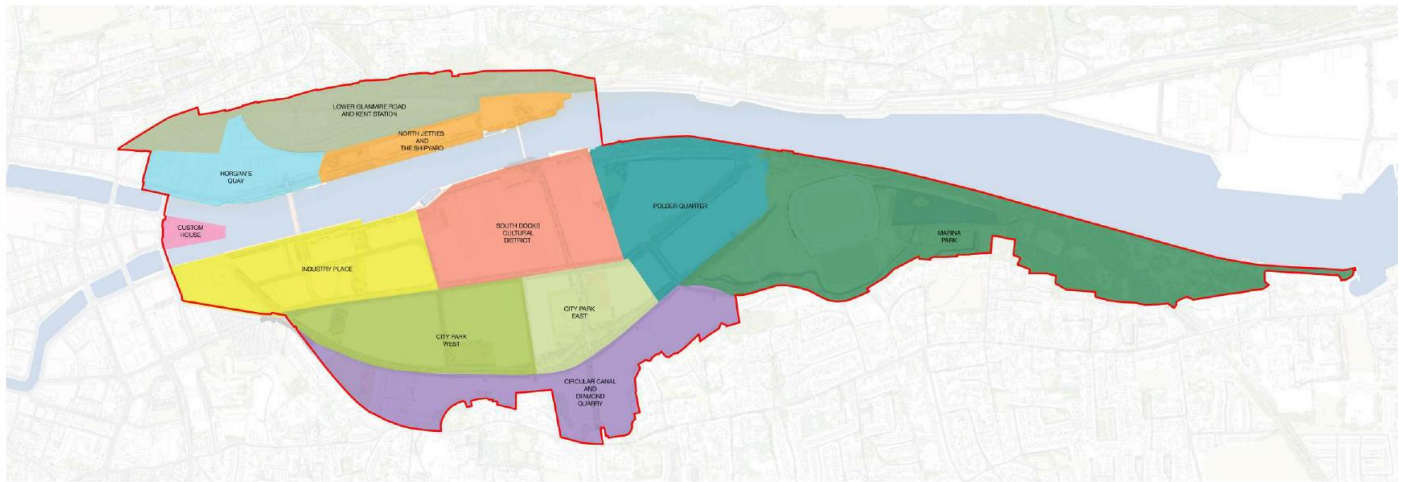 LOWER GLANMIRE ROAD
AND KENT STATION
NORTH JETTIES
AND
THE SHIPYARD
HORGAN'S
QUAY
CUSTOM
HOUSE
SOUTH DOCKS
CULTURAL
DISTRICT
POLDER QUARTER
MARINA
PARK
INDUSTRY PLACE
CITY PARK
EAST
CITY PARK
WEST
CIRCULAR CANAL
AND
DIAMOND
QUARRY